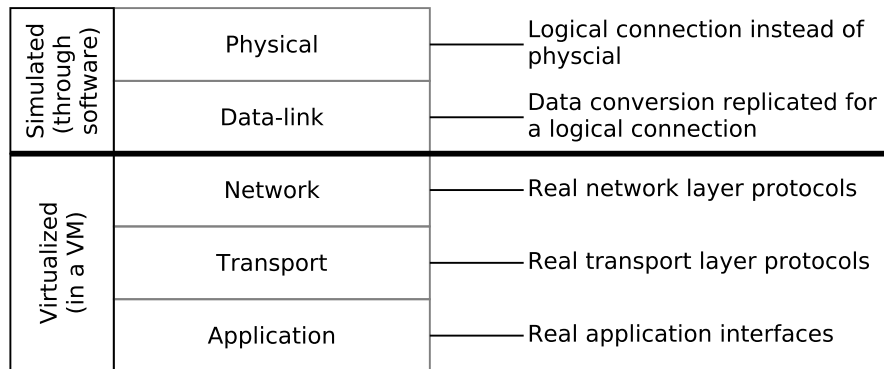 Simulated
(through
software)
Physical
Logical connection instead of
physcial
Data-link
Data conversion replicated for
a logical connection
Virtualized
(in a VM)
Network
Real network layer protocols
Transport
Real transport layer protocols
Application
Real application interfaces